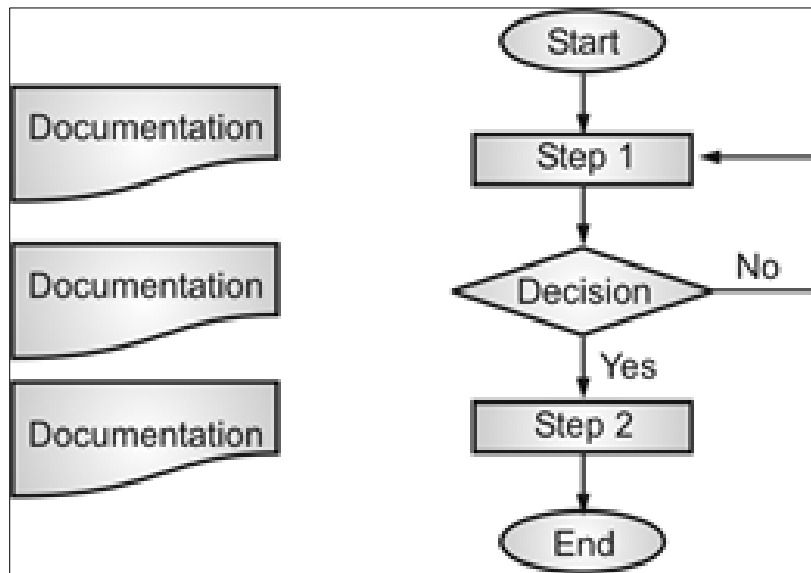 Start
Documentation
Step 1
Documentation
Decision
No
Yes
Documentation
Step 2
End